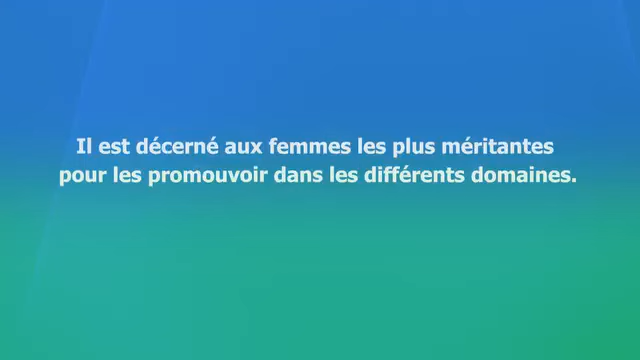 Il est décerné aux femmes les plus méritantes
pour les promouvoir dans les différents domaines.